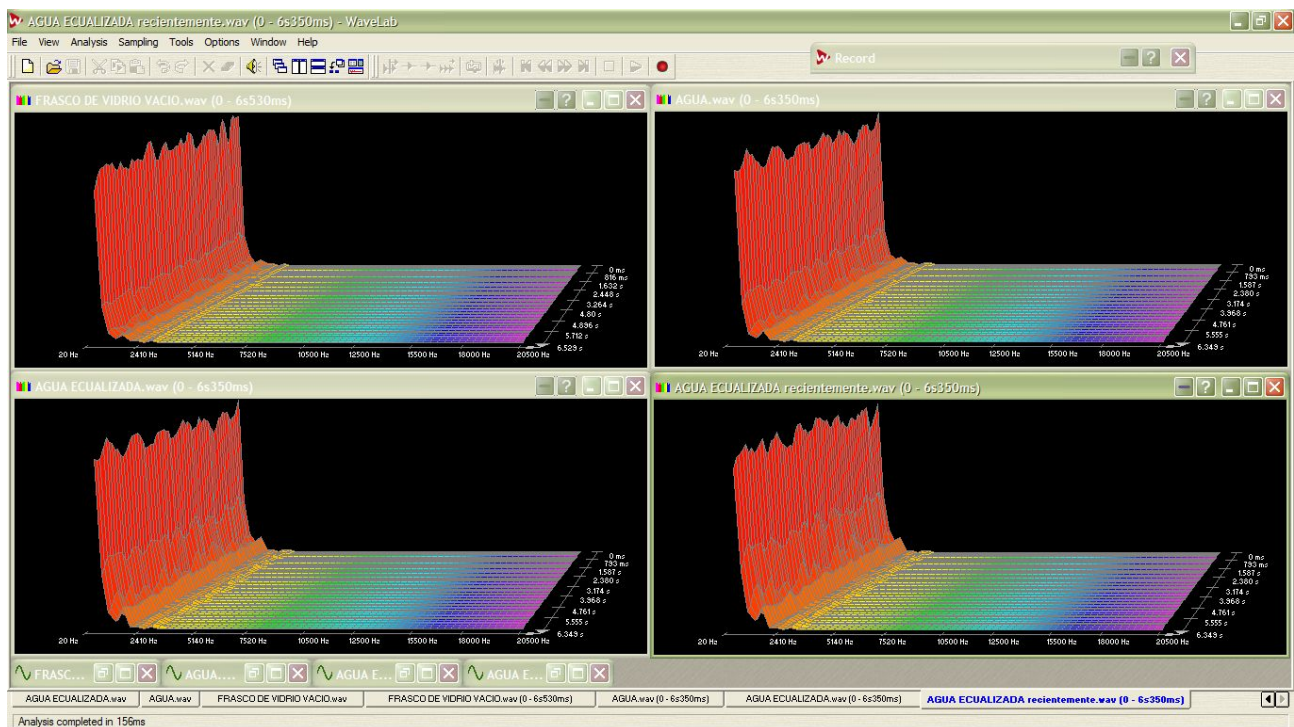 AGUA ECUALIZADA recientemente.wav (0 - 6s350ms) - WaveLab
File View Analysis Sampling Tools Options Window Help
Record
FRASCO DE VIDRIO VACIO.wav (0 - 6s530ms)
0 ms
816 ms
1.632 s
2.448 s
3.264 s
4.80 s
4.896 s
5.712 s
6.529 s
20 Hz 2410 Hz 5140 Hz 7520 Hz 10500 Hz 12500 Hz 15500 Hz 18000 Hz 20500 Hz
AGUA.wav (0 - 6s350ms)
0 ms
793 ms
1.587 s
2.380 s
3.174 s
3.968 s
4.761 s
5.555 s
6.349 s
20 Hz 2410 Hz 5140 Hz 7520 Hz 10500 Hz 12500 Hz 15500 Hz 18000 Hz 20500 Hz
AGUA ECUALIZADA.wav (0 - 6s350ms)
0 ms
793 ms
1.587 s
2.380 s
3.174 s
3.968 s
4.761 s
5.555 s
6.349 s
20 Hz 2410 Hz 5140 Hz 7520 Hz 10500 Hz 12500 Hz 15500 Hz 18000 Hz 20500 Hz
AGUA ECUALIZADA recientemente.wav (0 - 6s350ms)
0 ms
793 ms
1.587 s
2.380 s
3.174 s
3.968 s
4.761 s
5.555 s
6.349 s
20 Hz 2410 Hz 5140 Hz 7520 Hz 10500 Hz 12500 Hz 15500 Hz 18000 Hz 20500 Hz
FRASC... AGUA.... AGUA E... AGUA E...
AGUA ECUALIZADA.wav AGUA.wav FRASCO DE VIDRIO VACIO.wav FRASCO DE VIDRIO VACIO.wav (0 - 6s530ms) AGUA.wav (0 - 6s350ms) AGUA ECUALIZADA.wav (0 - 6s350ms) AGUA ECUALIZADA recientemente.wav (0 - 6s350ms)
Analysis completed in 156ms